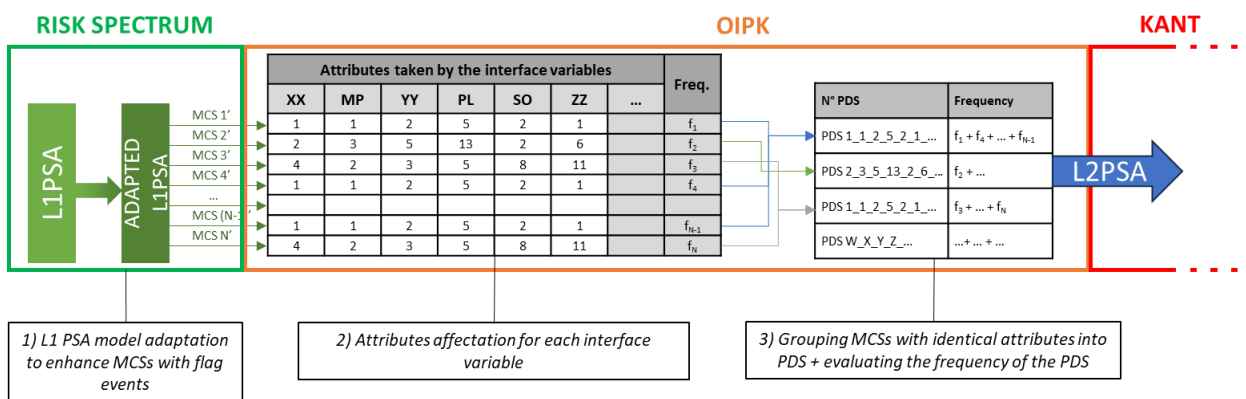 RISK SPECTRUM
OIPK
KANT
L1PSA
ADAPTED
L1PSA
MCS 1'
MCS 2'
MCS 3'
MCS 4'
...
MCS (N-1)'
MCS N'
Attributes taken by the interface variables
Freq.
XX MP YY PL SO ZZ ...
1 1 2 5 2 1 f1
2 3 5 13 2 6 f2
4 2 3 5 8 11 f3
1 1 2 5 2 1 f4
1 1 2 5 2 1 fN-1
4 2 3 5 8 11 fN
N° PDS Frequency
PDS 1_1_2_5_2_1_... f1 + f4 + ... + fN-1
PDS 2_3_5_13_2_6_... f2 + ...
PDS 1_1_2_5_2_1_... f3 + ... + fN
PDS W_X_Y_Z_... ...+ ... + ...
L2PSA
1) L1 PSA model adaptation
to enhance MCSs with flag
events
2) Attributes affectation for each interface
variable
3) Grouping MCSs with identical attributes into
PDS + evaluating the frequency of the PDS